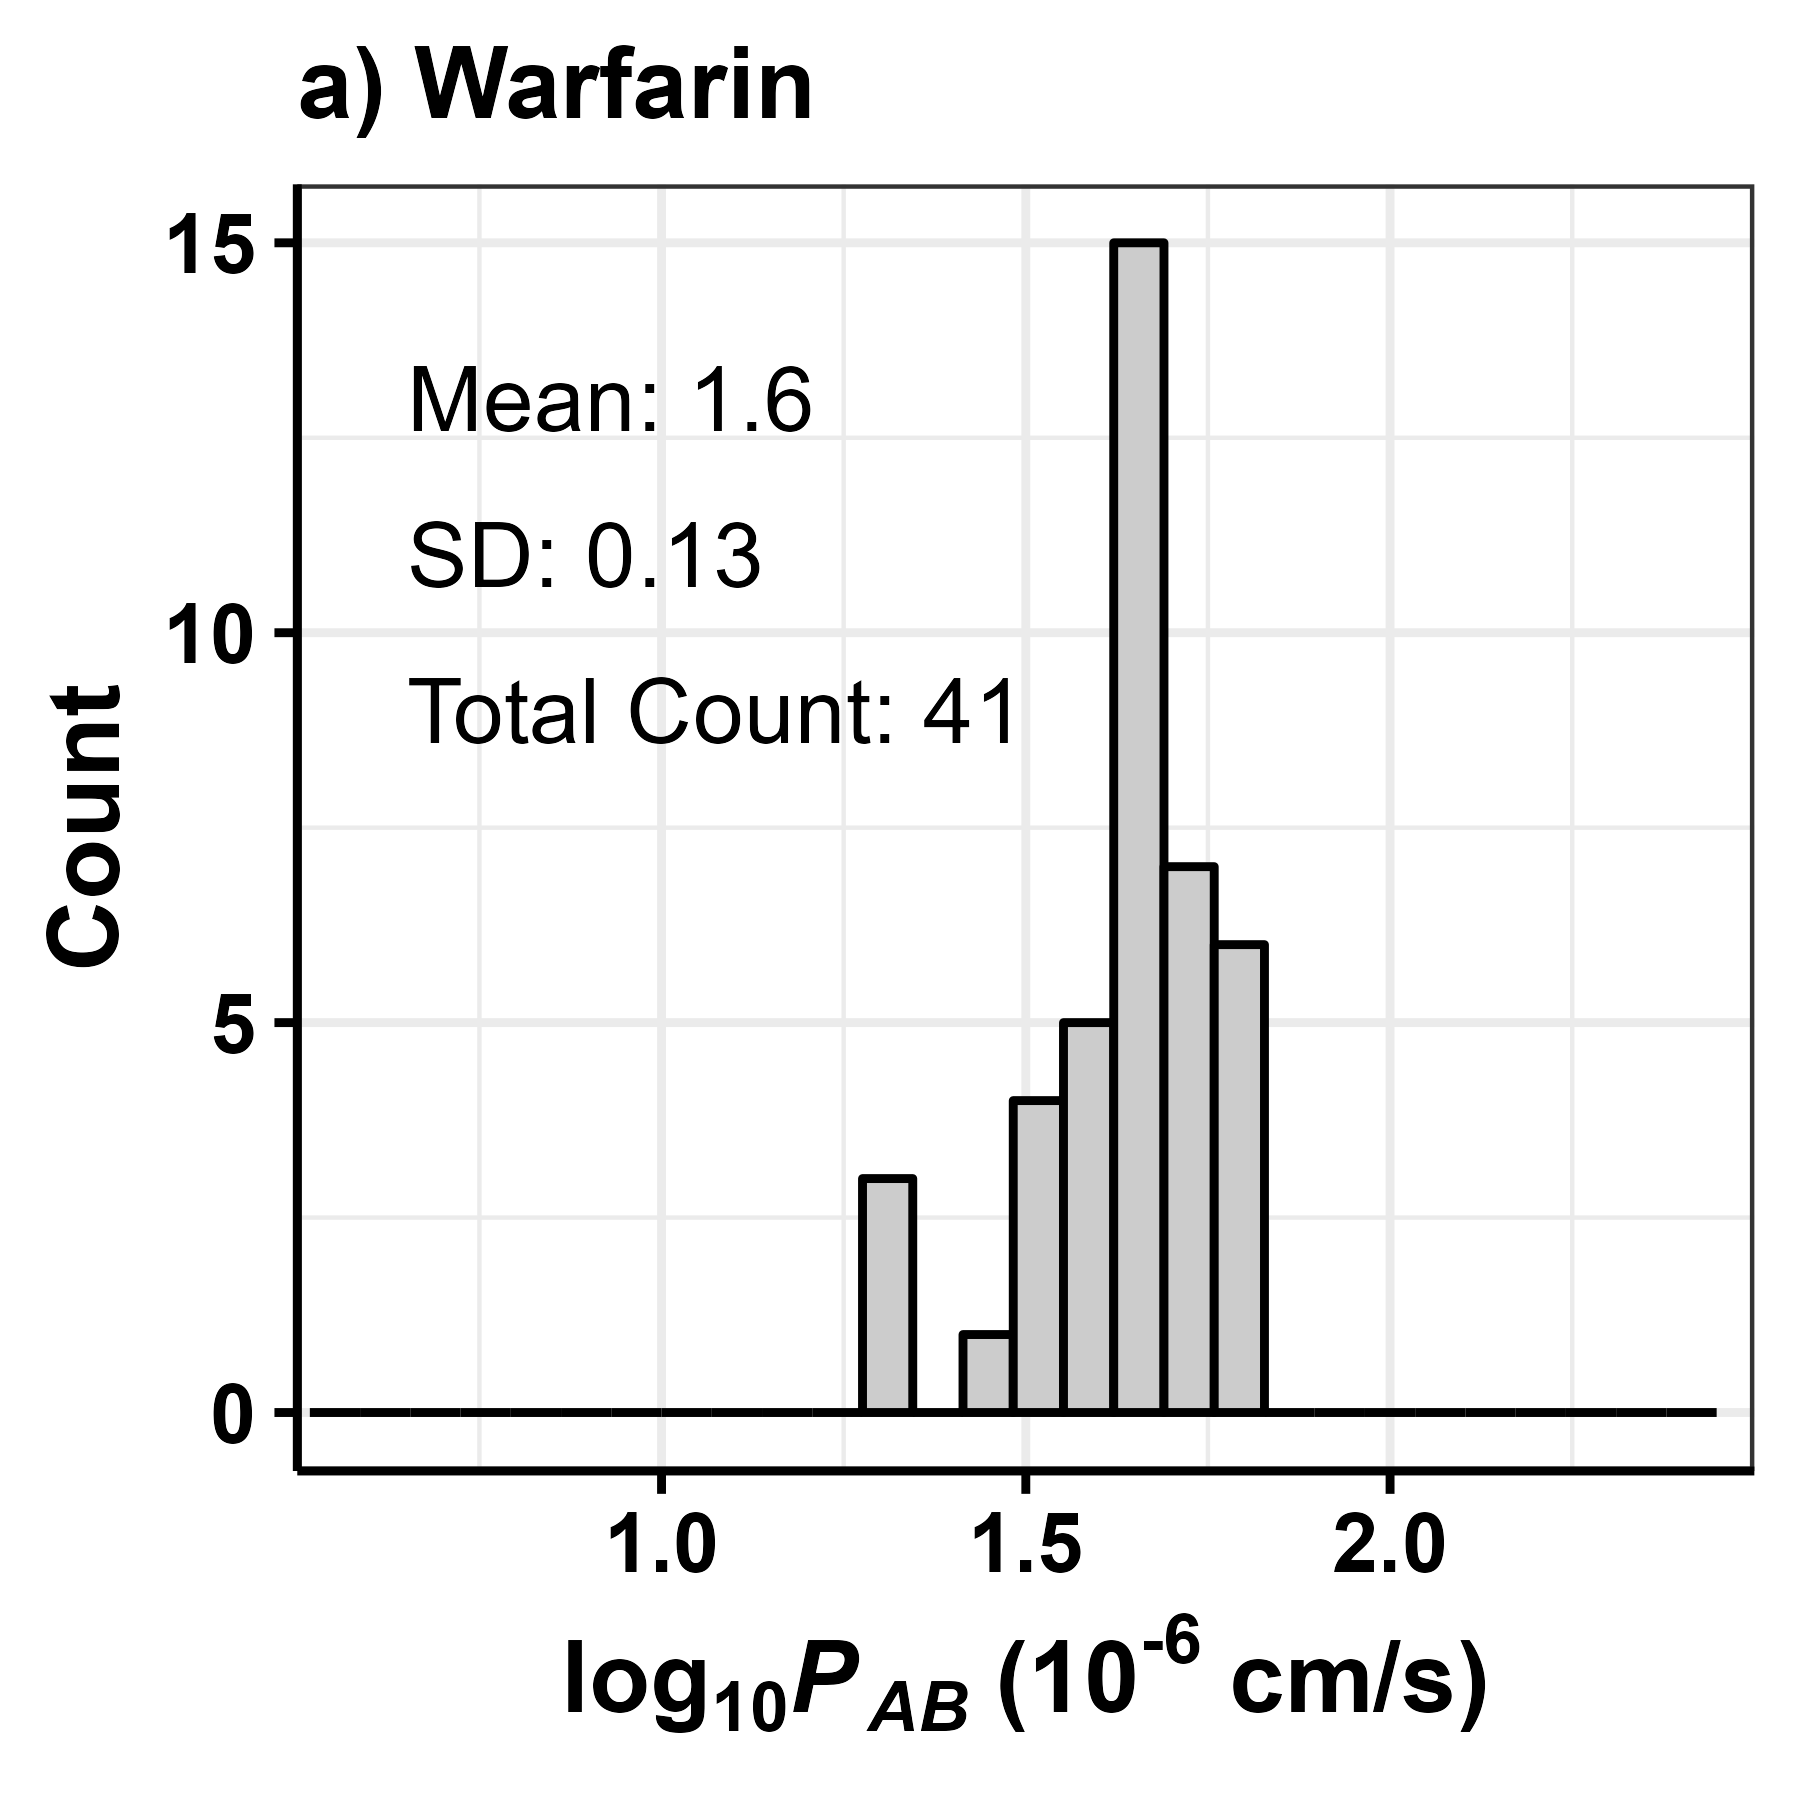 a) Warfarin
15
Mean: 1.6
SD: 0.13
10
Total Count: 41
Count
5
0
1.0 1.5 2.0
log₁₀P_AB (10⁻⁶ cm/s)